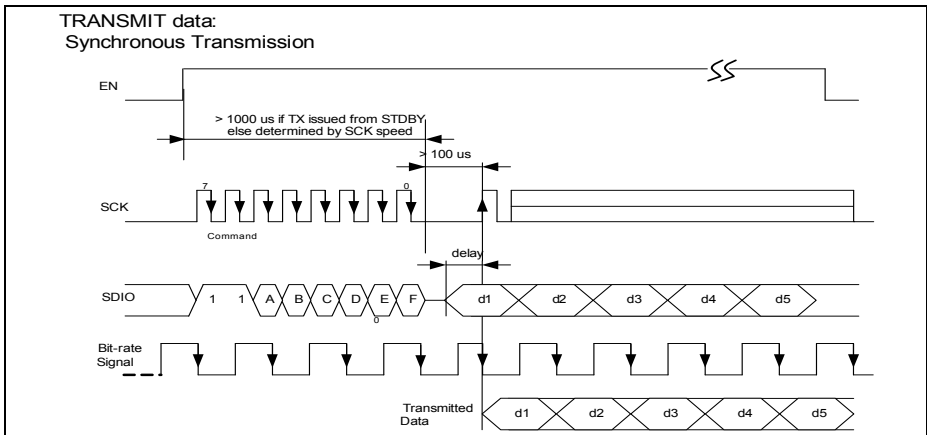 TRANSMIT data:
Synchronous Transmission
EN
> 1000 us if TX issued from STDBY
else determined by SCK speed
> 100 us
7 0
SCK
Command
delay
SDIO 1 1 A B C D E F d1 d2 d3 d4 d5
0
Bit-rate
Signal
Transmitted
Data
d1 d2 d3 d4 d5